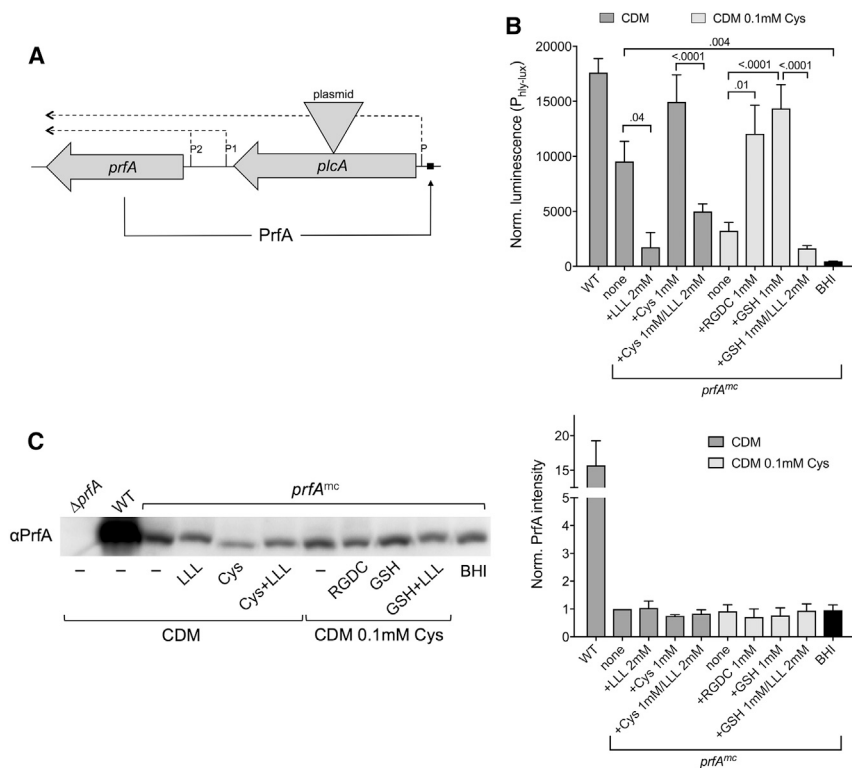 A
plasmid
P2
P1
P
prfA
plcA
PrfA
B
CDM
CDM 0.1mM Cys
Norm. luminescence (P hly-lux)
20000
15000
10000
5000
0
.004
<.0001
<.0001
<.0001
.01
.04
WT
none
+LLL 2mM
+Cys 1mM
+Cys 1mM/LLL 2mM
none
+RGDC 1mM
+GSH 1mM
+GSH 1mM/LLL 2mM
BHI
prfAmc
C
ΔprfA
WT
prfAmc
αPrfA
– – – LLL Cys Cys+LLL – RGDC GSH GSH+LLL BHI
CDM
CDM 0.1mM Cys
Norm. PrfA intensity
20
15
10
5
4
3
2
1
0
CDM
CDM 0.1mM Cys
WT
none
+LLL 2mM
+Cys 1mM
+Cys 1mM/LLL 2mM
none
+RGDC 1mM
+GSH 1mM
+GSH 1mM/LLL 2mM
BHI
prfAmc